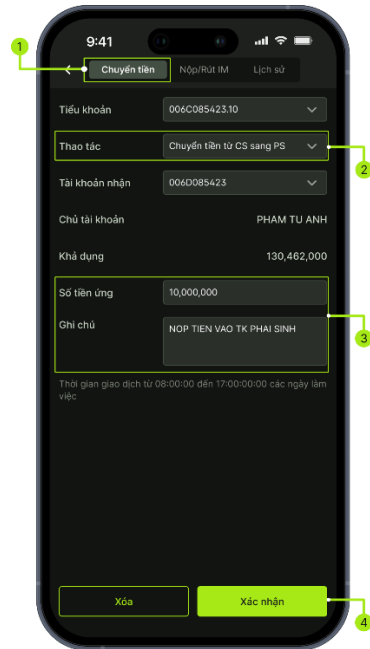 9:41
1
Chuyển tiền Nộp/Rút IM Lịch sử
Tiểu khoản 006C085423.10
Thao tác Chuyển tiền từ CS sang PS
2
Tài khoản nhận 006D085423
Chủ tài khoản PHAM TU ANH
Khả dụng 130,462,000
Số tiền ứng 10,000,000
Ghi chú NOP TIEN VAO TK PHAI SINH
3
Thời gian giao dịch từ 08:00:00 đến 17:00:00:00 các ngày làm
việc
Xóa Xác nhận
4